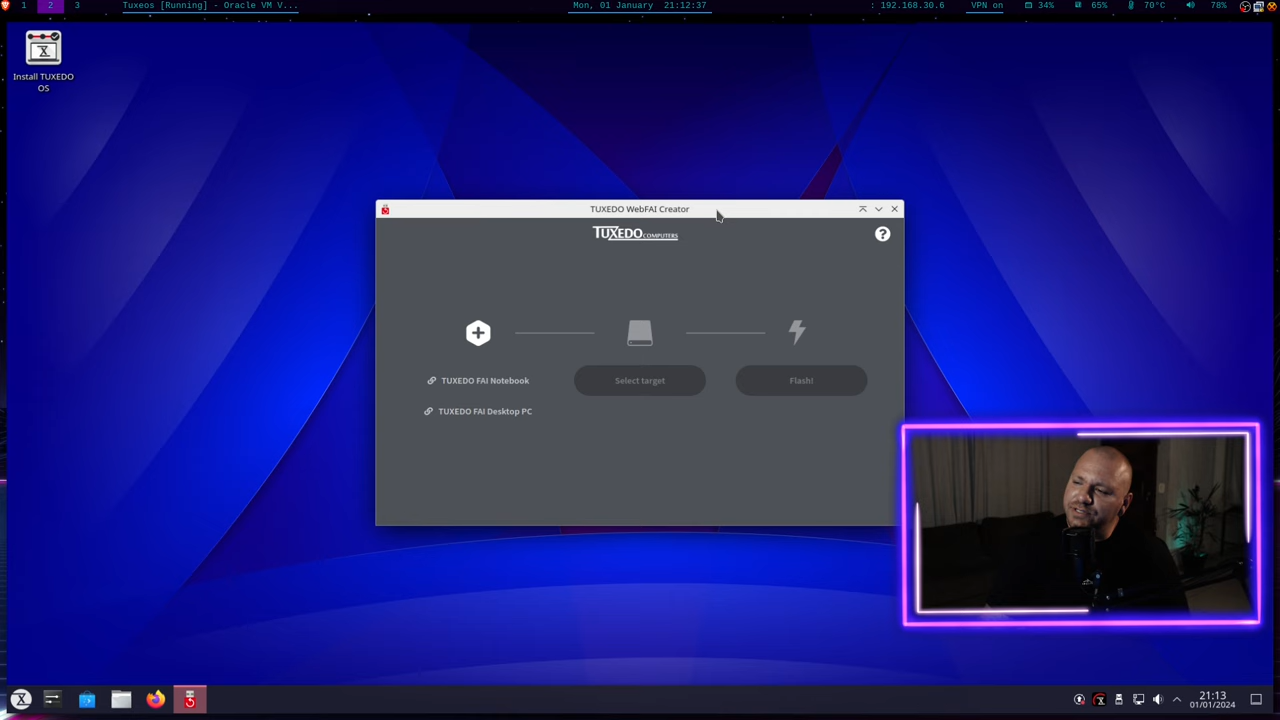 1 2 3 Tuxeos [Running] - Oracle VM V... Mon, 01 January 21:12:37 : 192.168.30.6 VPN on 34% 65% 70°C 78%
Install TUXEDO
OS
TUXEDO WebFAI Creator
TUXEDO COMPUTERS
?
TUXEDO FAI Notebook
Select target
Flash!
TUXEDO FAI Desktop PC
21:13
01/01/2024